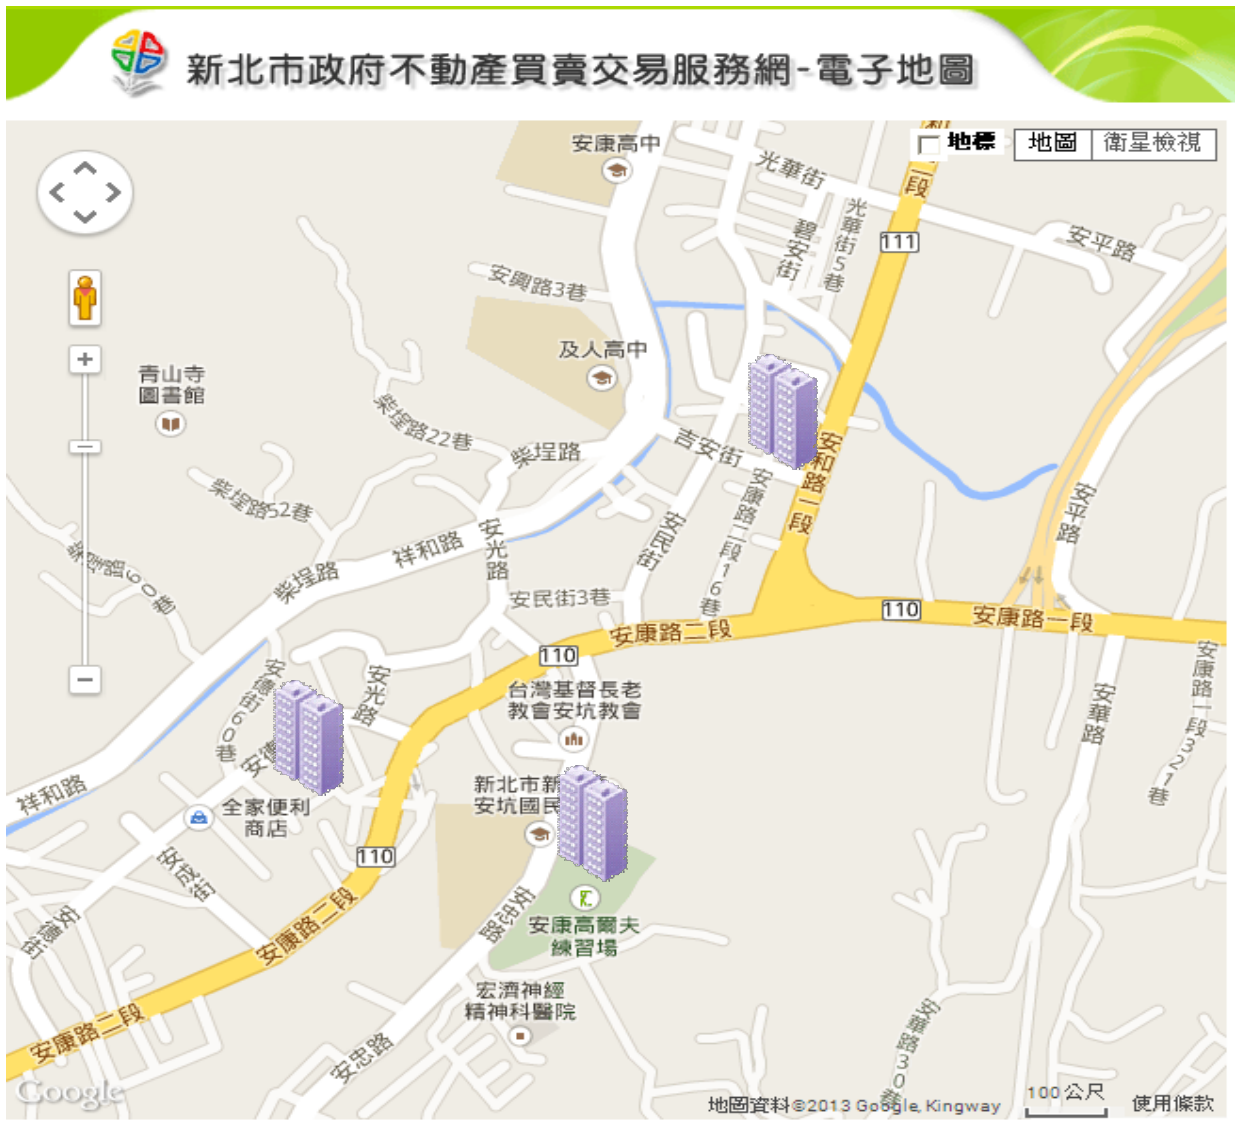 新北市政府不動產買賣交易服務網-電子地圖
地標
地圖
衛星檢視
安康高中
光華街
一段
光華街5巷
碧安街
111
安平路
安興路3巷
及人高中
青山寺
圖書館
柴埕路22巷
柴埕路
吉安街
安和路一段
柴埕路52巷
安康路二段16巷
安平路
安光路
安民街
祥和路
柴埕路60巷
柴埕路
安民街3巷
110
安康路一段
安康路二段
110
安康路一段321巷
安德街60巷
安光路
台灣基督長老
教會安坑教會
安華路
安德
祥和路
新北市新
安坑國民
全家便利
商店
110
安成街
安忠路
安康路二段
安德街
安康高爾夫
練習場
宏濟神經
精神科醫院
安康路二段
安忠路
安華路30巷
Google
地圖資料©2013 Google, Kingway
100公尺
使用條款